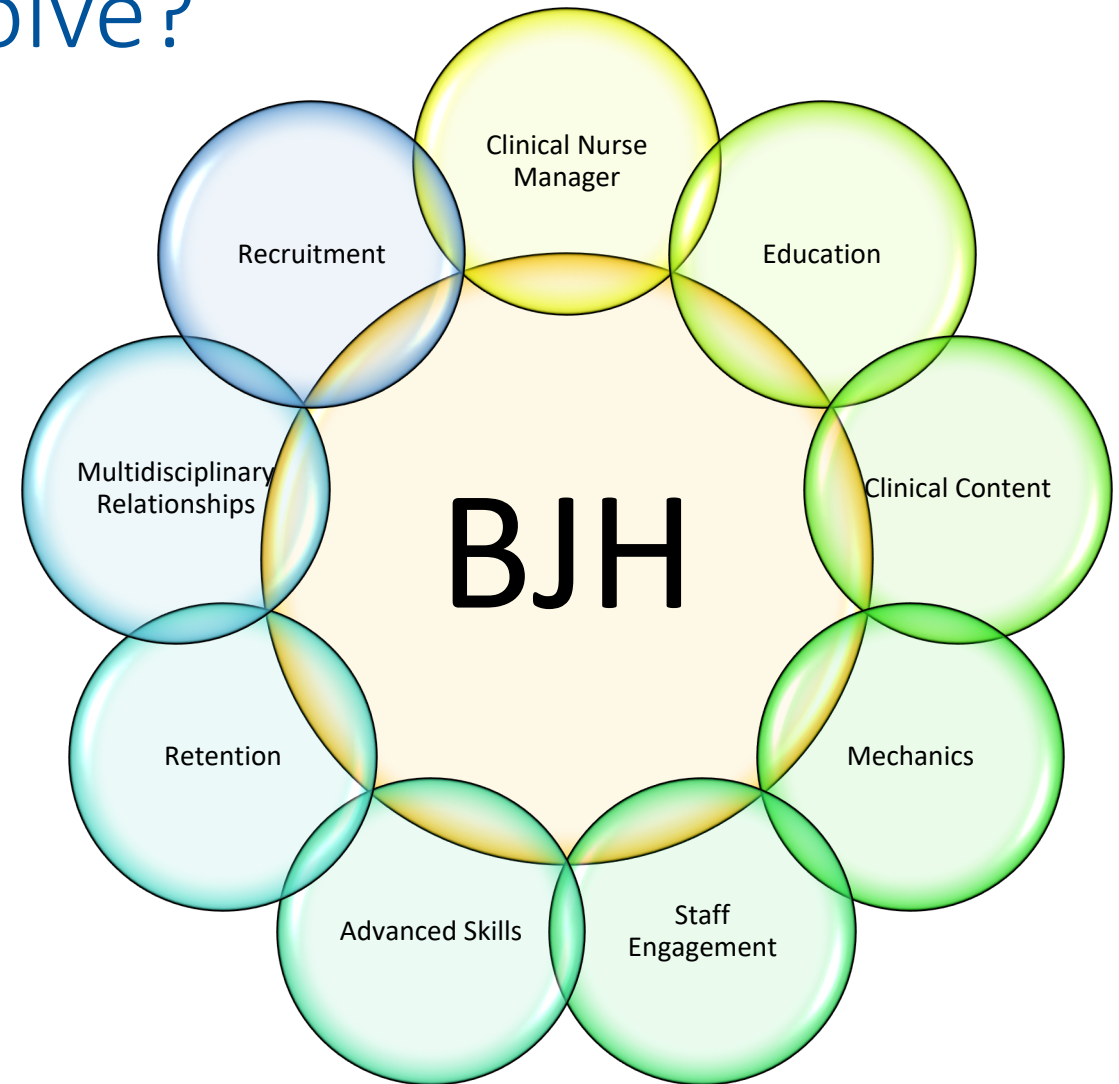 olve?
Clinical Nurse
Manager
Recruitment
Education
Multidisciplinary
Relationships
Clinical Content
BJH
Retention
Mechanics
Advanced Skills
Staff
Engagement